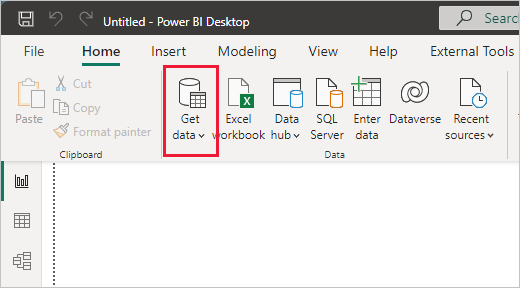 Untitled - Power BI Desktop
Search
File Home Insert Modeling View Help External Tools
Paste
Cut
Copy
Format painter
Clipboard
Get data
Excel workbook
Data hub
SQL Server
Enter data
Dataverse
Recent sources
Data